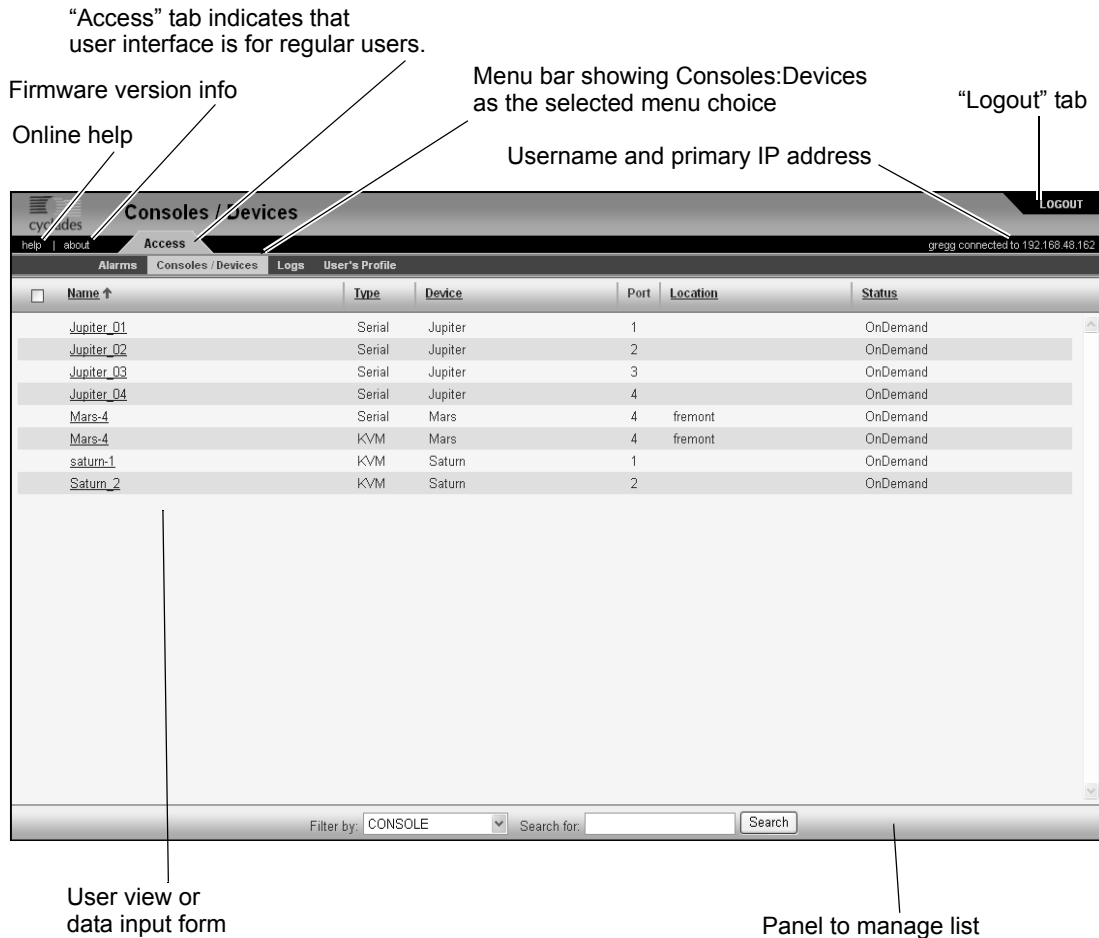 “Access” tab indicates that
user interface is for regular users.
Firmware version info
Menu bar showing Consoles:Devices
as the selected menu choice
“Logout” tab
Online help
Username and primary IP address
cyclades
Consoles / Devices
LOGOUT
help | about
Access
gregg connected to 192.168.48.162
Alarms Consoles / Devices Logs User's Profile
Name ↑ Type Device Port Location Status
Jupiter_01 Serial Jupiter 1 OnDemand
Jupiter_02 Serial Jupiter 2 OnDemand
Jupiter_03 Serial Jupiter 3 OnDemand
Jupiter_04 Serial Jupiter 4 OnDemand
Mars-4 Serial Mars 4 fremont OnDemand
Mars-4 KVM Mars 4 fremont OnDemand
saturn-1 KVM Saturn 1 OnDemand
Saturn_2 KVM Saturn 2 OnDemand
Filter by: CONSOLE Search for: Search
User view or
data input form
Panel to manage list